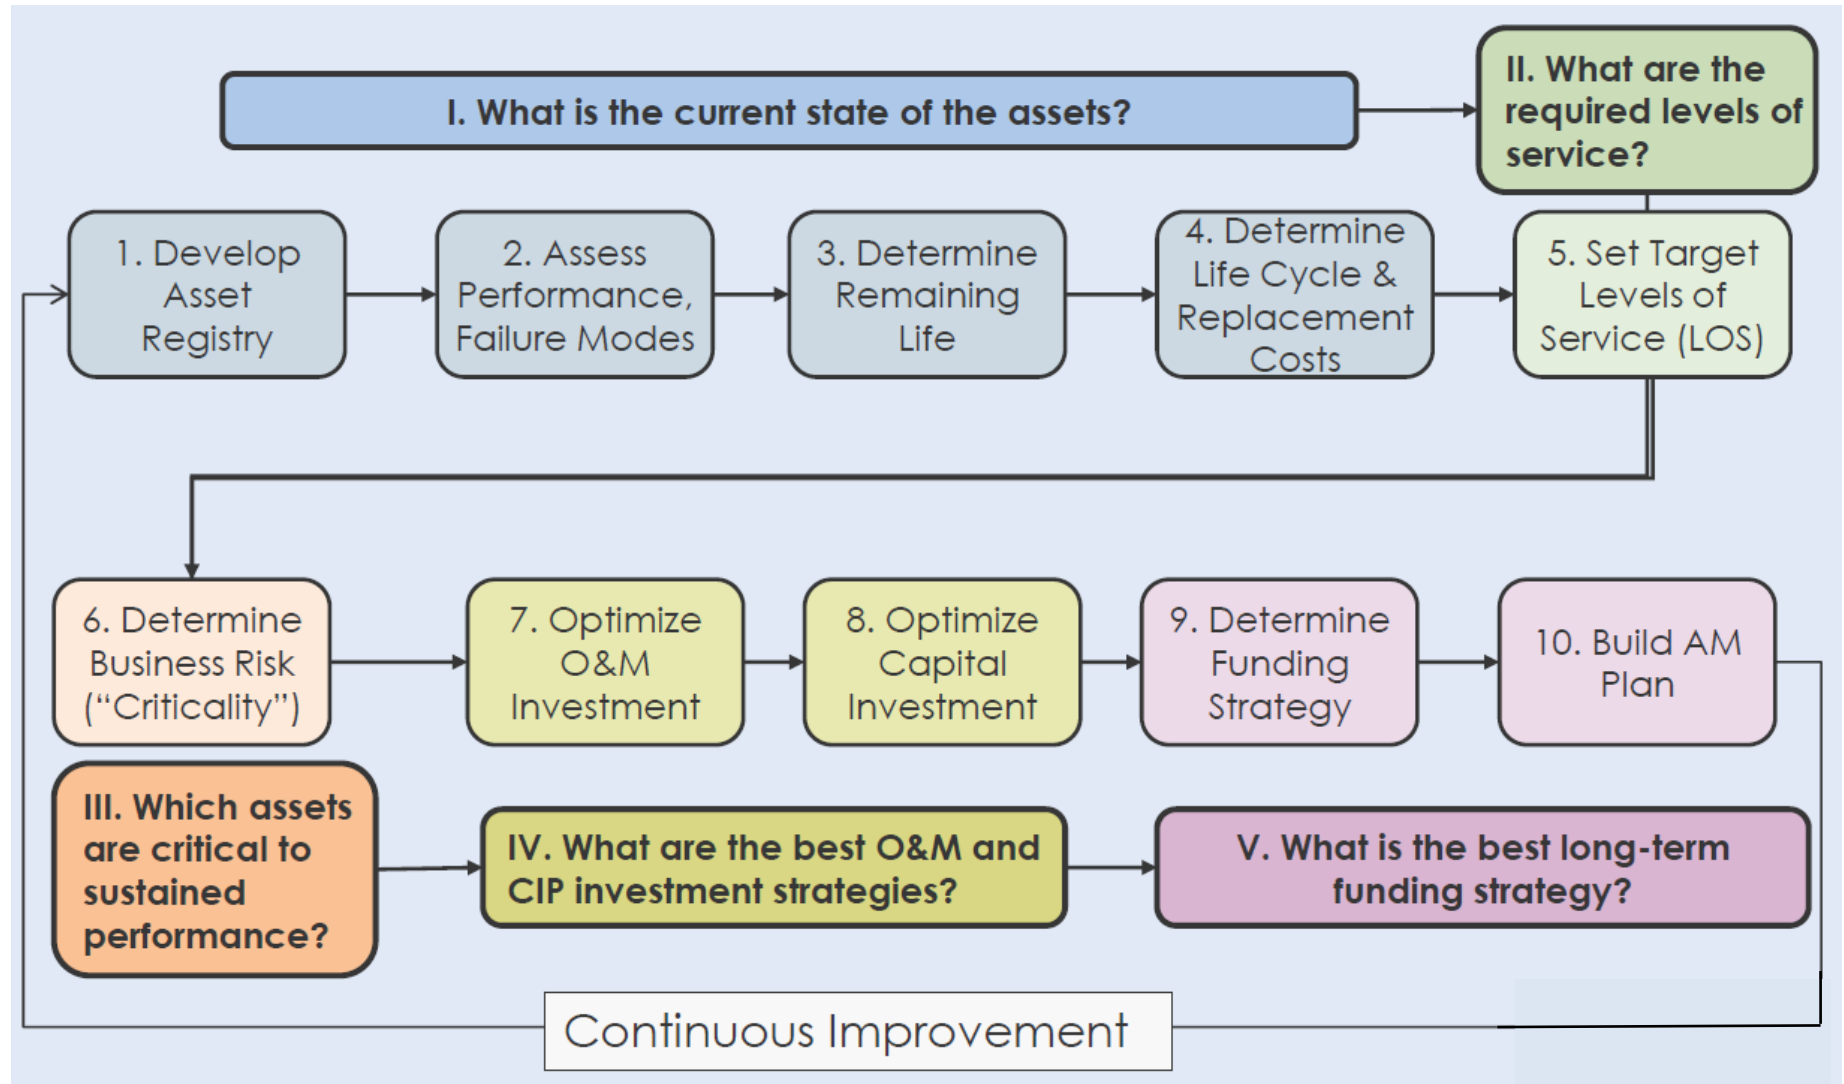 I. What is the current state of the assets?
II. What are the
required levels of
service?
1. Develop
Asset
Registry
2. Assess
Performance,
Failure Modes
3. Determine
Remaining
Life
4. Determine
Life Cycle &
Replacement
Costs
5. Set Target
Levels of
Service (LOS)
6. Determine
Business Risk
(“Criticality”)
7. Optimize
O&M
Investment
8. Optimize
Capital
Investment
9. Determine
Funding
Strategy
10. Build AM
Plan
III. Which assets
are critical to
sustained
performance?
IV. What are the best O&M and
CIP investment strategies?
V. What is the best long-term
funding strategy?
Continuous Improvement